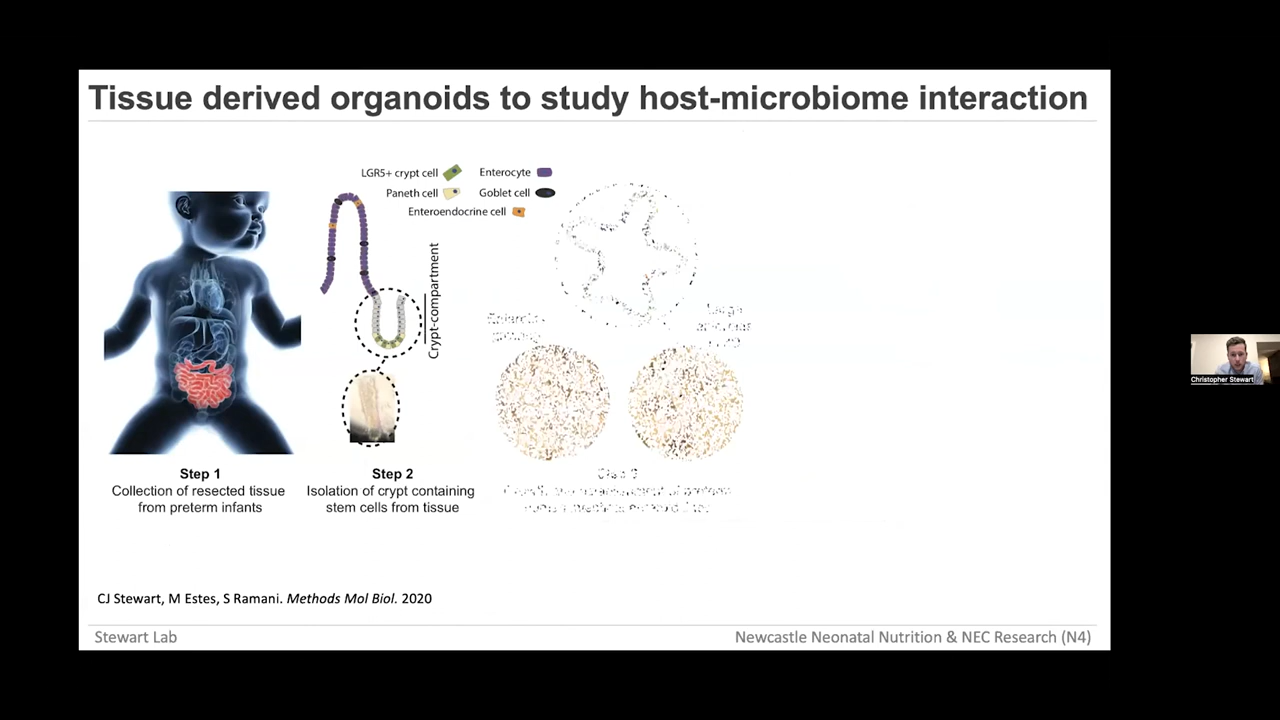 Tissue derived organoids to study host-microbiome interaction
LGR5+ crypt cell
Enterocyte
Paneth cell
Goblet cell
Enteroendocrine cell
Crypt-compartment
Step 1
Collection of resected tissue
from preterm infants
Step 2
Isolation of crypt containing
stem cells from tissue
CJ Stewart, M Estes, S Ramani. Methods Mol Biol. 2020
Stewart Lab
Newcastle Neonatal Nutrition & NEC Research (N4)
Christopher Stewart